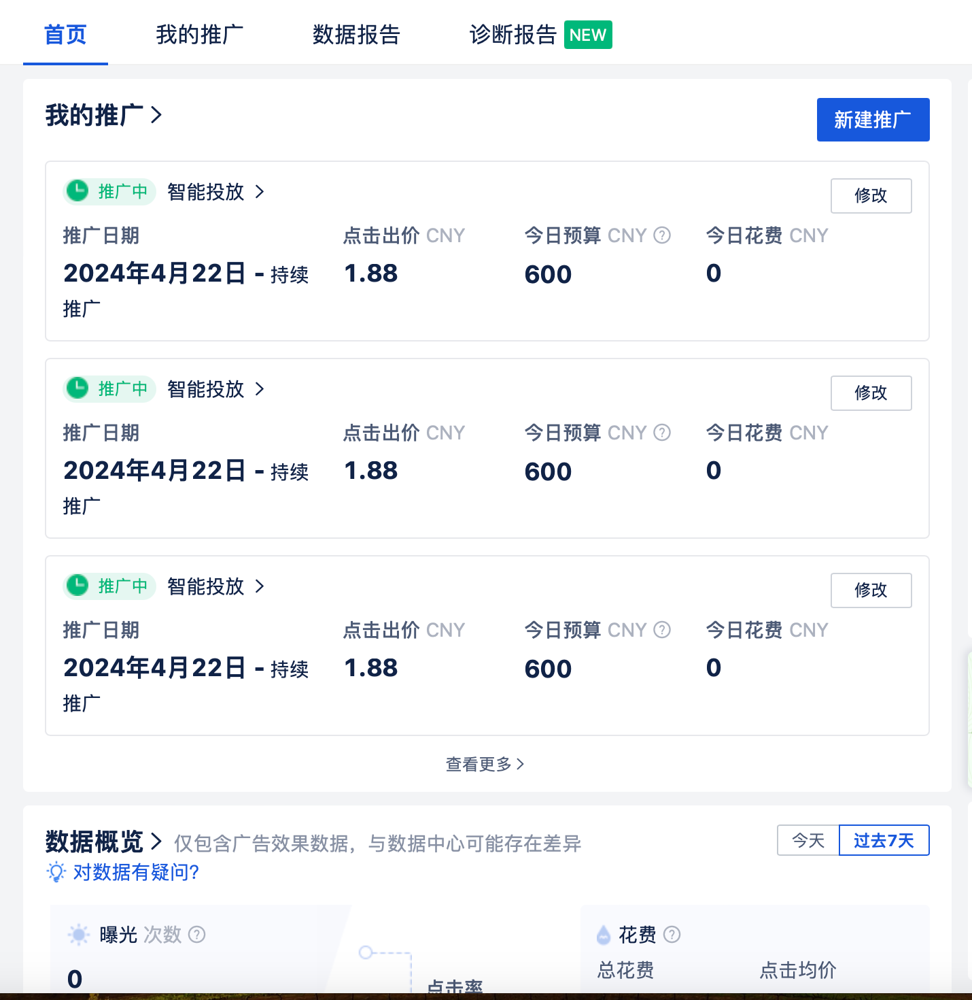 首页 我的推广 数据报告 诊断报告 NEW
我的推广
新建推广
推广中 智能投放
修改
推广日期 点击出价 CNY 今日预算 CNY ? 今日花费 CNY
2024年4月22日 - 持续 1.88 600 0
推广
推广中 智能投放
修改
推广日期 点击出价 CNY 今日预算 CNY ? 今日花费 CNY
2024年4月22日 - 持续 1.88 600 0
推广
推广中 智能投放
修改
推广日期 点击出价 CNY 今日预算 CNY ? 今日花费 CNY
2024年4月22日 - 持续 1.88 600 0
推广
查看更多
数据概览 仅包含广告效果数据，与数据中心可能存在差异 今天 过去7天
对数据有疑问?
曝光 次数 ? 花费 ?
总花费 点击均价
0
点击率